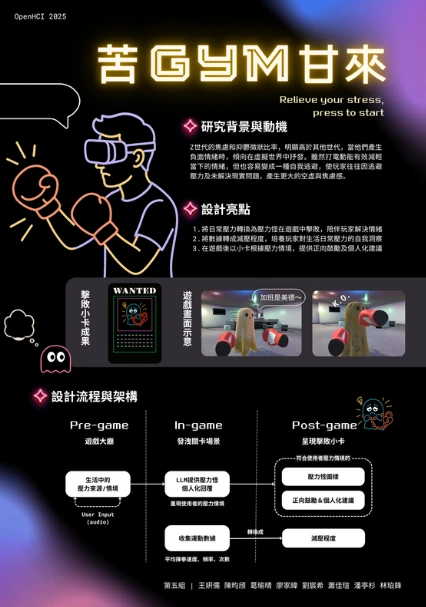 OpenHCI 2025
苦GYM甘來
Relieve your stress,
press to start
研究背景與動機
Z世代的焦慮和抑鬱徵狀比率，明顯高於其他世代，當他們產生
負面情緒時，傾向在虛擬世界中抒發。雖然打電動能有效減輕
當下的情緒，但也容易變成一種自我逃避，使玩家往往因逃避
壓力及未解決現實問題，產生更大的空虛與焦慮感。
設計亮點
1.將日常壓力轉換為壓力怪在遊戲中擊敗，陪伴玩家解決情緒
2.將數據轉成減壓程度，培養玩家對生活日常壓力的自我洞察
3.在遊戲後以小卡根據壓力情境，提供正向鼓勵及個人化建議
擊敗小卡成果
WANTED
遊戲畫面示意
加班是美德～
K.O.
設計流程與架構
Pre-game
遊戲大廳
In-game
發洩關卡場景
Post-game
呈現擊敗小卡
符合使用者壓力情境的
生活中的
壓力來源/情境
LLM提供壓力怪
個人化回覆
壓力怪圖樣
正向鼓勵&個人化建議
重現使用者的壓力情境
User Input
(audio)
收集運動數據
轉換成
減壓程度
平均揮拳速度、頻率、次數
第五組 | 王妍儒 陳昀頎 葛瑜晴 廖家緯 劉宸希 蕭佳瑄 潘亭杉 林珀鋒